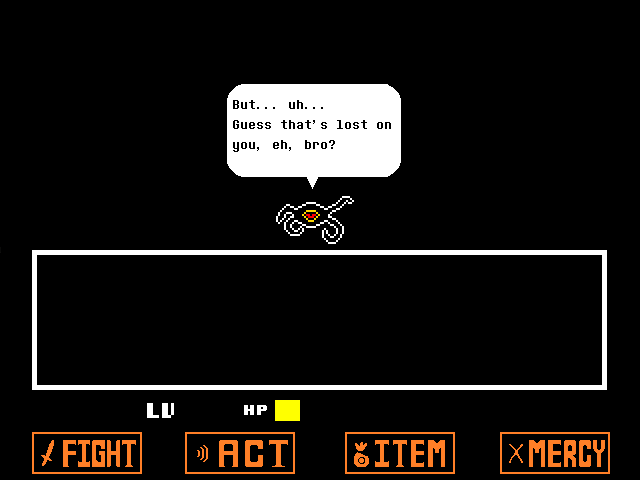 But... uh...
Guess that's lost on
you, eh, bro?
LV HP
FIGHT ACT ITEM MERCY